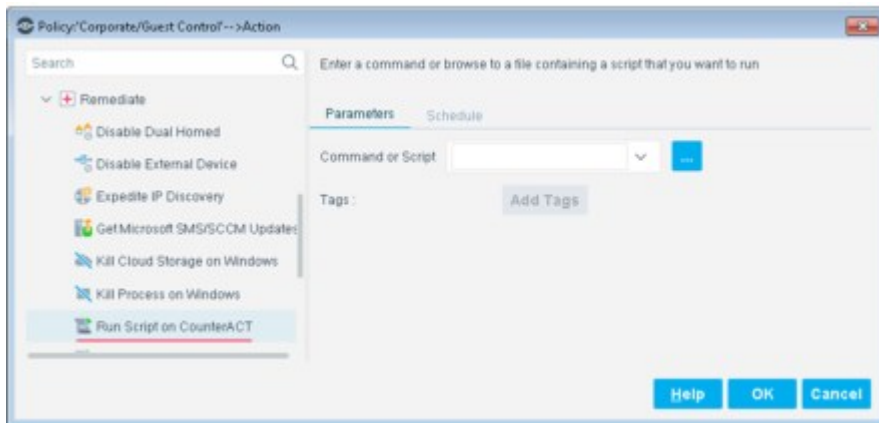 Policy:'Corporate/Guest Control'-->Action
Search
Remediate
Disable Dual Homed
Disable External Device
Expedite IP Discovery
Get Microsoft SMS/SCCM Updates
Kill Cloud Storage on Windows
Kill Process on Windows
Run Script on CounterACT
Enter a command or browse to a file containing a script that you want to run
Parameters Schedule
Command or Script ...
Tags : Add Tags
Help OK Cancel